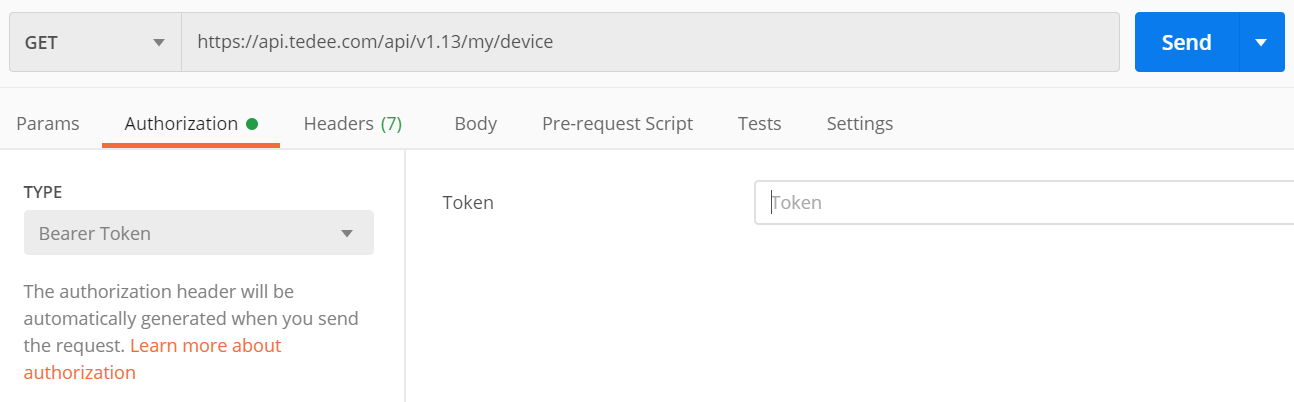 GET https://api.tedee.com/api/v1.13/my/device Send
Params Authorization Headers (7) Body Pre-request Script Tests Settings
TYPE
Bearer Token
The authorization header will be
automatically generated when you send
the request. Learn more about
authorization
Token Token